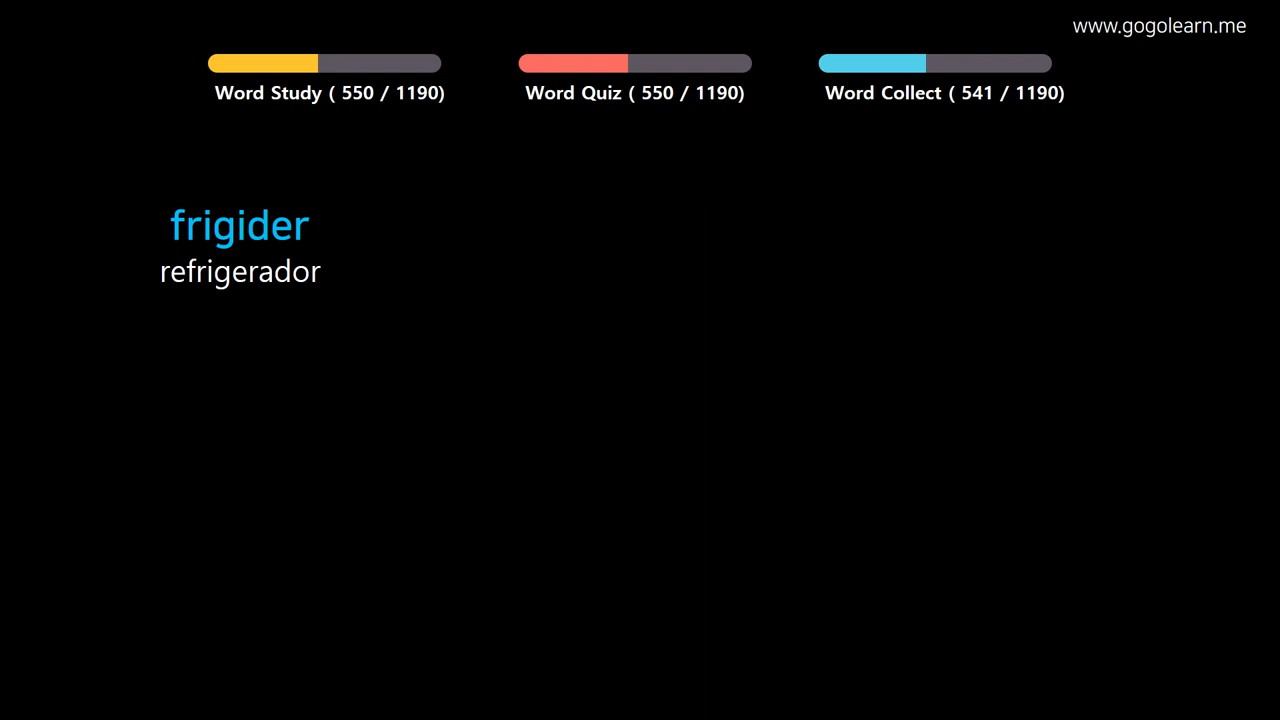 www.gogolearn.me
Word Study ( 550 / 1190)
Word Quiz ( 550 / 1190)
Word Collect ( 541 / 1190)
frigider
refrigerador